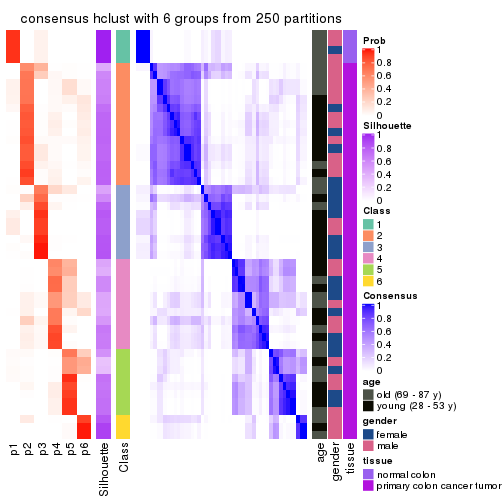 consensus hclust with 6 groups from 250 partitions
p1
p2
p3
p4
p5
p6
Silhouette
Class
age
gender
tissue
Prob
1
0.8
0.6
0.4
0.2
0
Silhouette
1
0.8
0.6
0.4
0.2
0
Class
1
2
3
4
5
6
Consensus
1
0.8
0.6
0.4
0.2
0
age
old (69 - 87 y)
young (28 - 53 y)
gender
female
male
tissue
normal colon
primary colon cancer tumor